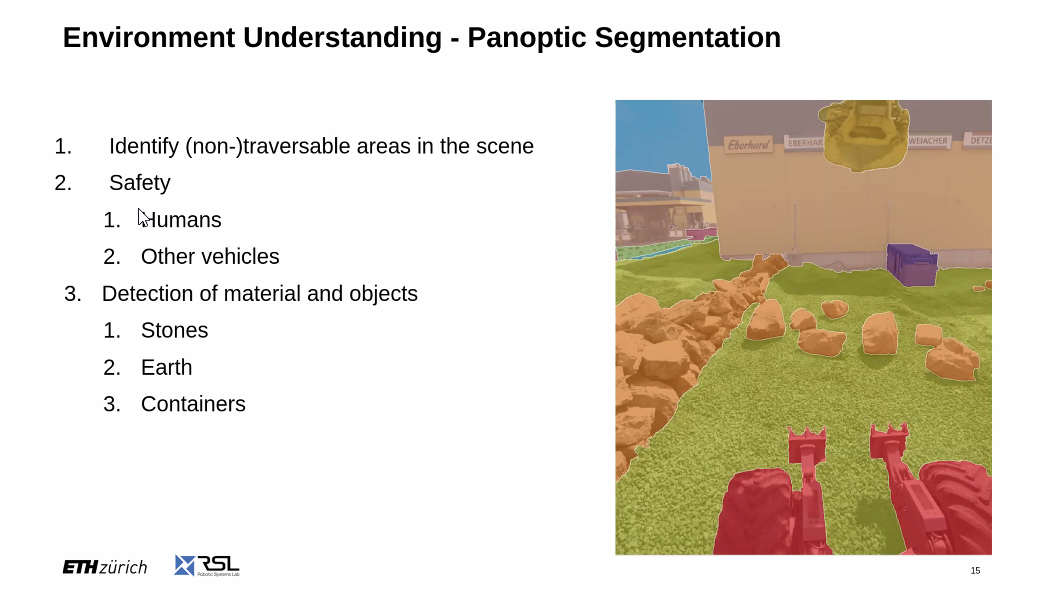 Environment Understanding - Panoptic Segmentation
1. Identify (non-)traversable areas in the scene
2. Safety
1. Humans
2. Other vehicles
3. Detection of material and objects
1. Stones
2. Earth
3. Containers
Eberhard
EBERHAR
WEIACHER
DETZE
ETH zürich
RSL
Robotic Systems Lab
15